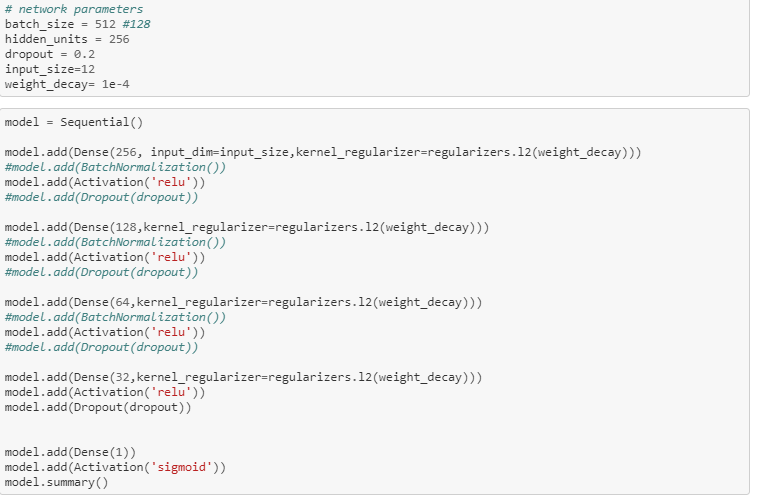 # network parameters
batch_size = 512 #128
hidden_units = 256
dropout = 0.2
input_size=12
weight_decay= 1e-4
model = Sequential()
model.add(Dense(256, input_dim=input_size,kernel_regularizer=regularizers.l2(weight_decay)))
#model.add(BatchNormalization())
model.add(Activation('relu'))
#model.add(Dropout(dropout))
model.add(Dense(128,kernel_regularizer=regularizers.l2(weight_decay)))
#model.add(BatchNormalization())
model.add(Activation('relu'))
#model.add(Dropout(dropout))
model.add(Dense(64,kernel_regularizer=regularizers.l2(weight_decay)))
#model.add(BatchNormalization())
model.add(Activation('relu'))
#model.add(Dropout(dropout))
model.add(Dense(32,kernel_regularizer=regularizers.l2(weight_decay)))
model.add(Activation('relu'))
model.add(Dropout(dropout))
model.add(Dense(1))
model.add(Activation('sigmoid'))
model.summary()